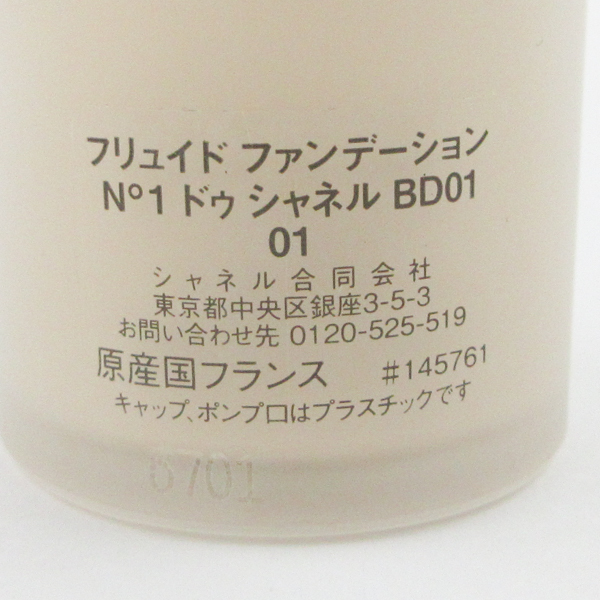 フリュイド ファンデーション
N°1 ドゥ シャネル BD01
01
シャネル合同会社
東京都中央区銀座3-5-3
お問い合わせ先 0120-525-519
原産国フランス #145761
キャップ、ポンプ口はプラスチックです
6701